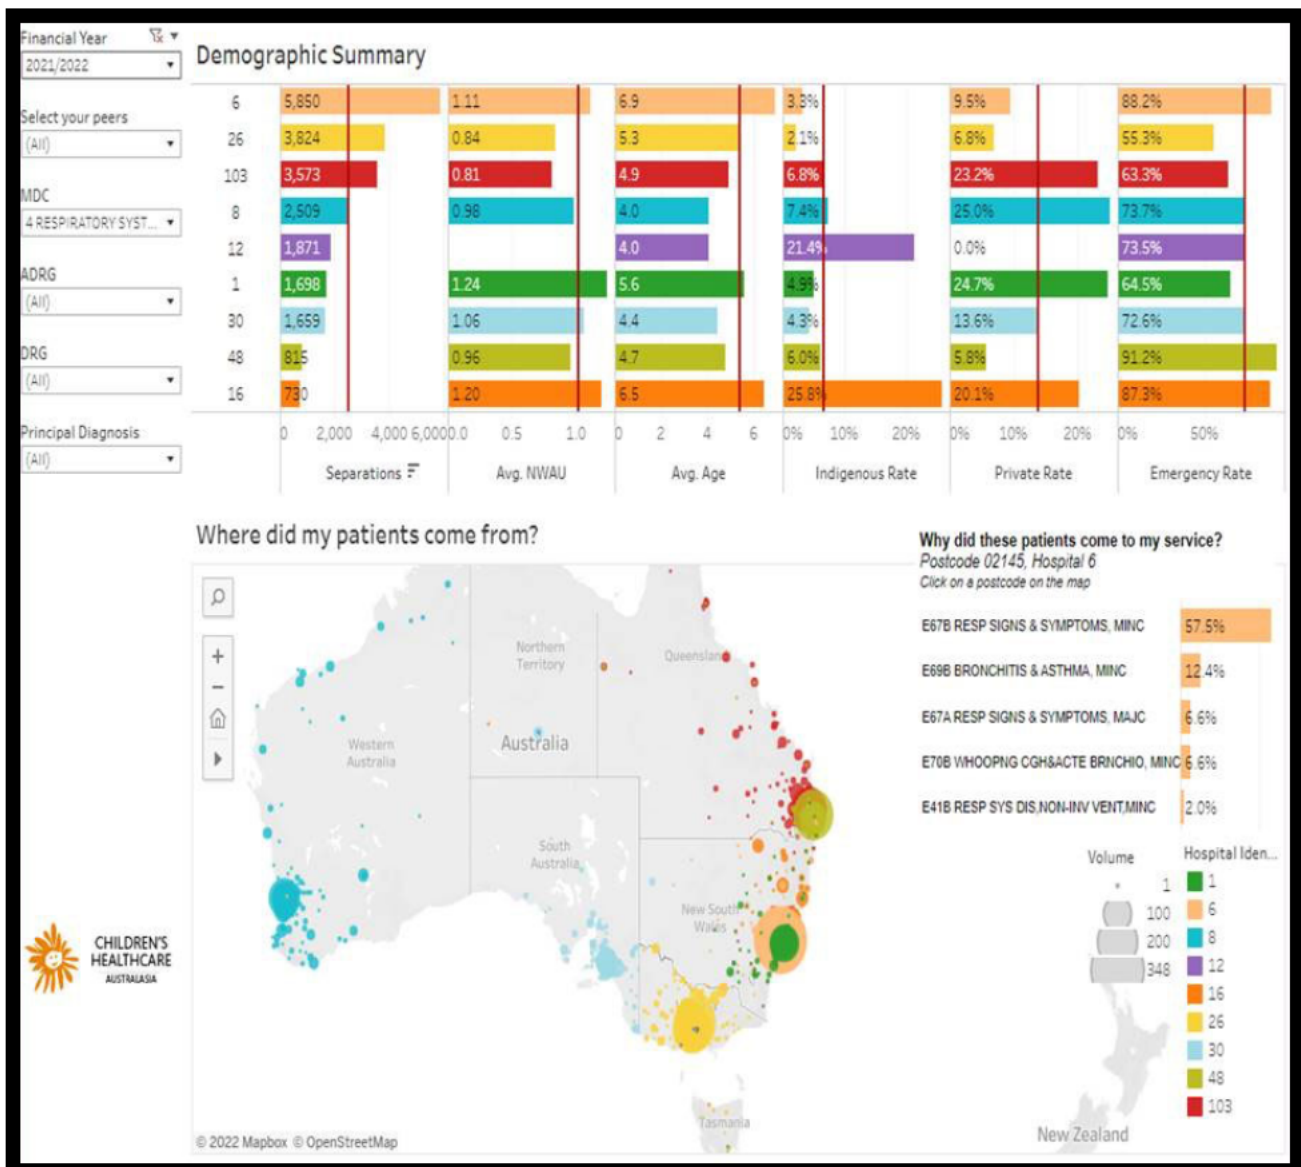 Financial Year
2021/2022
Select your peers
(All)
MDC
4 RESPIRATORY SYST...
ADRG
(All)
DRG
(All)
Principal Diagnosis
(All)
Demographic Summary
6 5,850 1.11 6.9 3.3% 9.5% 88.2%
26 3,824 0.84 5.3 2.1% 6.8% 55.3%
103 3,573 0.81 4.9 6.8% 23.2% 63.3%
8 2,509 0.98 4.0 7.4% 25.0% 73.7%
12 1,871 4.0 21.4% 0.0% 73.5%
1 1,698 1.24 5.6 4.9% 24.7% 64.5%
30 1,659 1.06 4.4 4.3% 13.6% 72.6%
48 815 0.96 4.7 6.0% 5.8% 91.2%
16 730 1.20 6.5 25.8% 20.1% 87.3%
0 2,000 4,000 6,000 0.0 0.5 1.0 0 2 4 6 0% 10% 20% 0% 10% 20% 0% 50%
Separations Avg. NWAU Avg. Age Indigenous Rate Private Rate Emergency Rate
Where did my patients come from?
Northern
Territory
Queensland
Western
Australia
Australia
South
Australia
New South
Wales
Tasmania
New Zealand
© 2022 Mapbox © OpenStreetMap
Why did these patients come to my service?
Postcode 02145, Hospital 6
Click on a postcode on the map
E67B RESP SIGNS & SYMPTOMS, MINC 57.5%
E69B BRONCHITIS & ASTHMA, MINC 12.4%
E67A RESP SIGNS & SYMPTOMS, MAJC 6.6%
E70B WHOOPNG CGH&ACTE BRNCHIO, MINC 6.6%
E41B RESP SYS DIS,NON-INV VENT,MINC 2.0%
Volume
1
100
200
348
Hospital Iden...
1
6
8
12
16
26
30
48
103
CHILDREN'S
HEALTHCARE
AUSTRALASIA